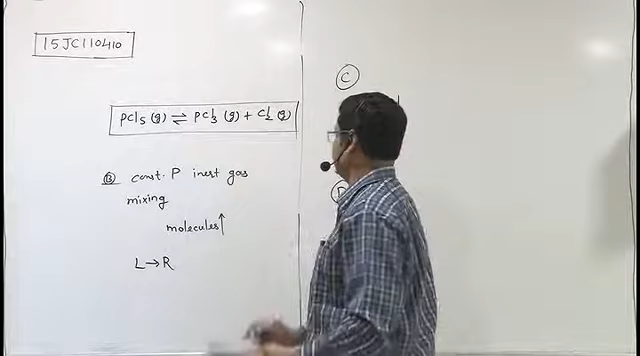 15JC110410
PCl5 (g) ⇌ PCl3 (g) + Cl2 (g)
(B) const. P inert gas
mixing
molecules ↑
L → R
(C)
(D)